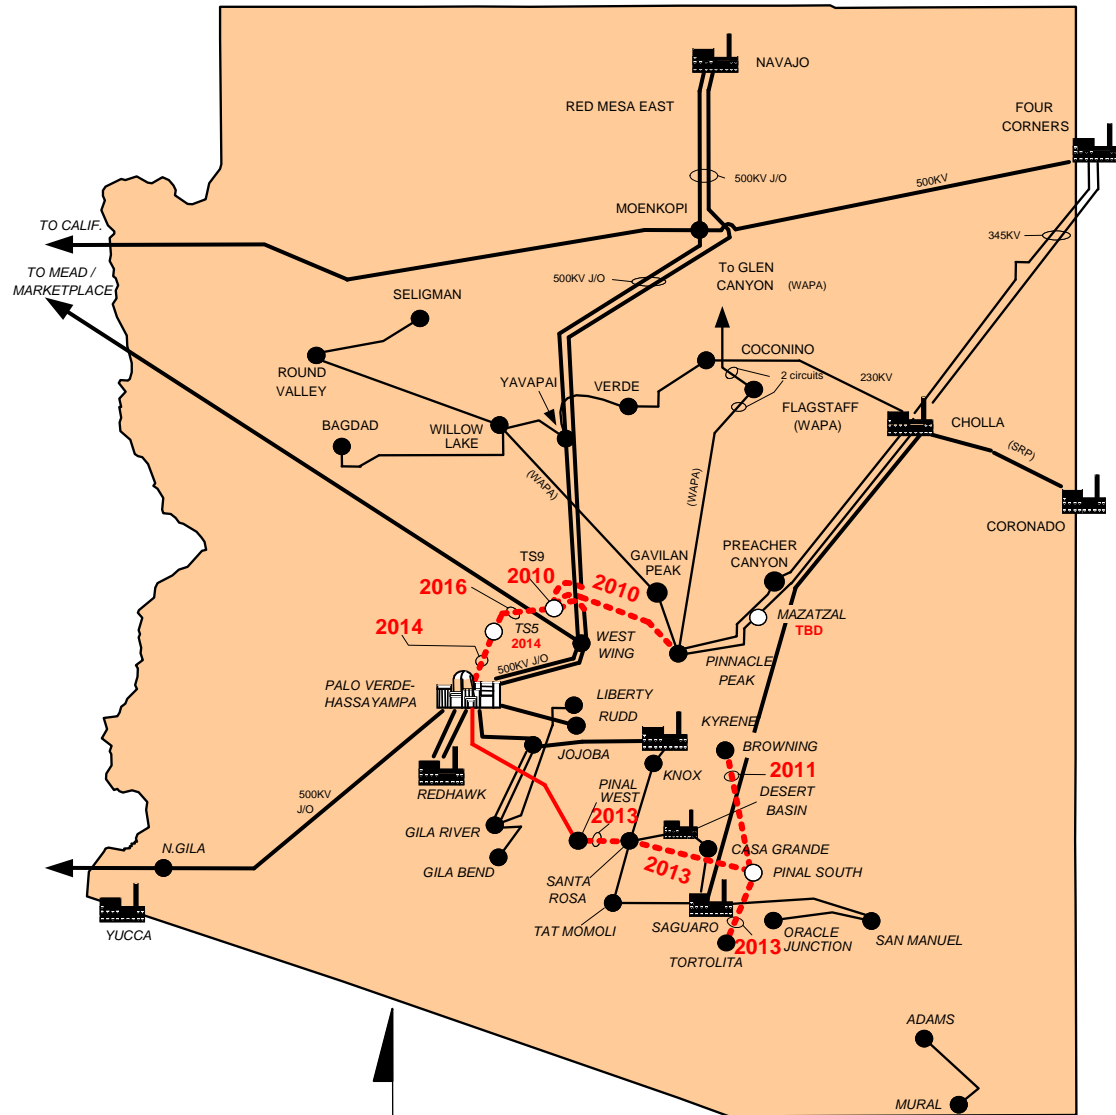 NAVAJO
RED MESA EAST
FOUR
CORNERS
500KV J/O
500KV
MOENKOPI
TO CALIF.
345KV
TO MEAD /
MARKETPLACE
500KV J/O
To GLEN
CANYON (WAPA)
SELIGMAN
COCONINO
ROUND
VALLEY
YAVAPAI
VERDE
2 circuits
230KV
FLAGSTAFF
(WAPA)
CHOLLA
BAGDAD
WILLOW
LAKE
(SRP)
(WAPA)
(WAPA)
CORONADO
PREACHER
CANYON
GAVILAN
PEAK
TS9
2010
2010
2016
MAZATZAL
TBD
2014
TS5
2014
WEST
WING
500KV J/O
PINNACLE
PEAK
PALO VERDE-
HASSAYAMPA
LIBERTY
RUDD
KYRENE
BROWNING
JOJOBA
KNOX
2011
REDHAWK
500KV
J/O
PINAL
WEST
DESERT
BASIN
2013
GILA RIVER
N.GILA
GILA BEND
CASA GRANDE
SANTA
ROSA
2013
PINAL SOUTH
YUCCA
TAT MOMOLI
SAGUARO
ORACLE
JUNCTION
SAN MANUEL
2013
TORTOLITA
ADAMS
MURAL